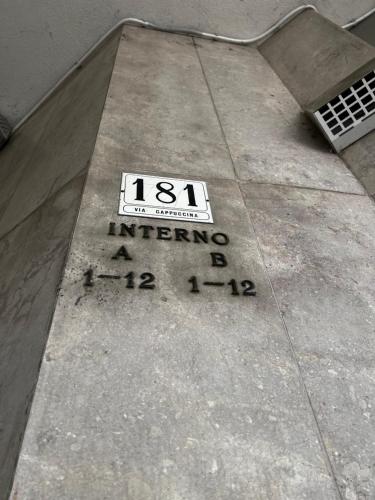 181
VIA CAPPUCCINA
INTERNO
A B
1-12 1-12